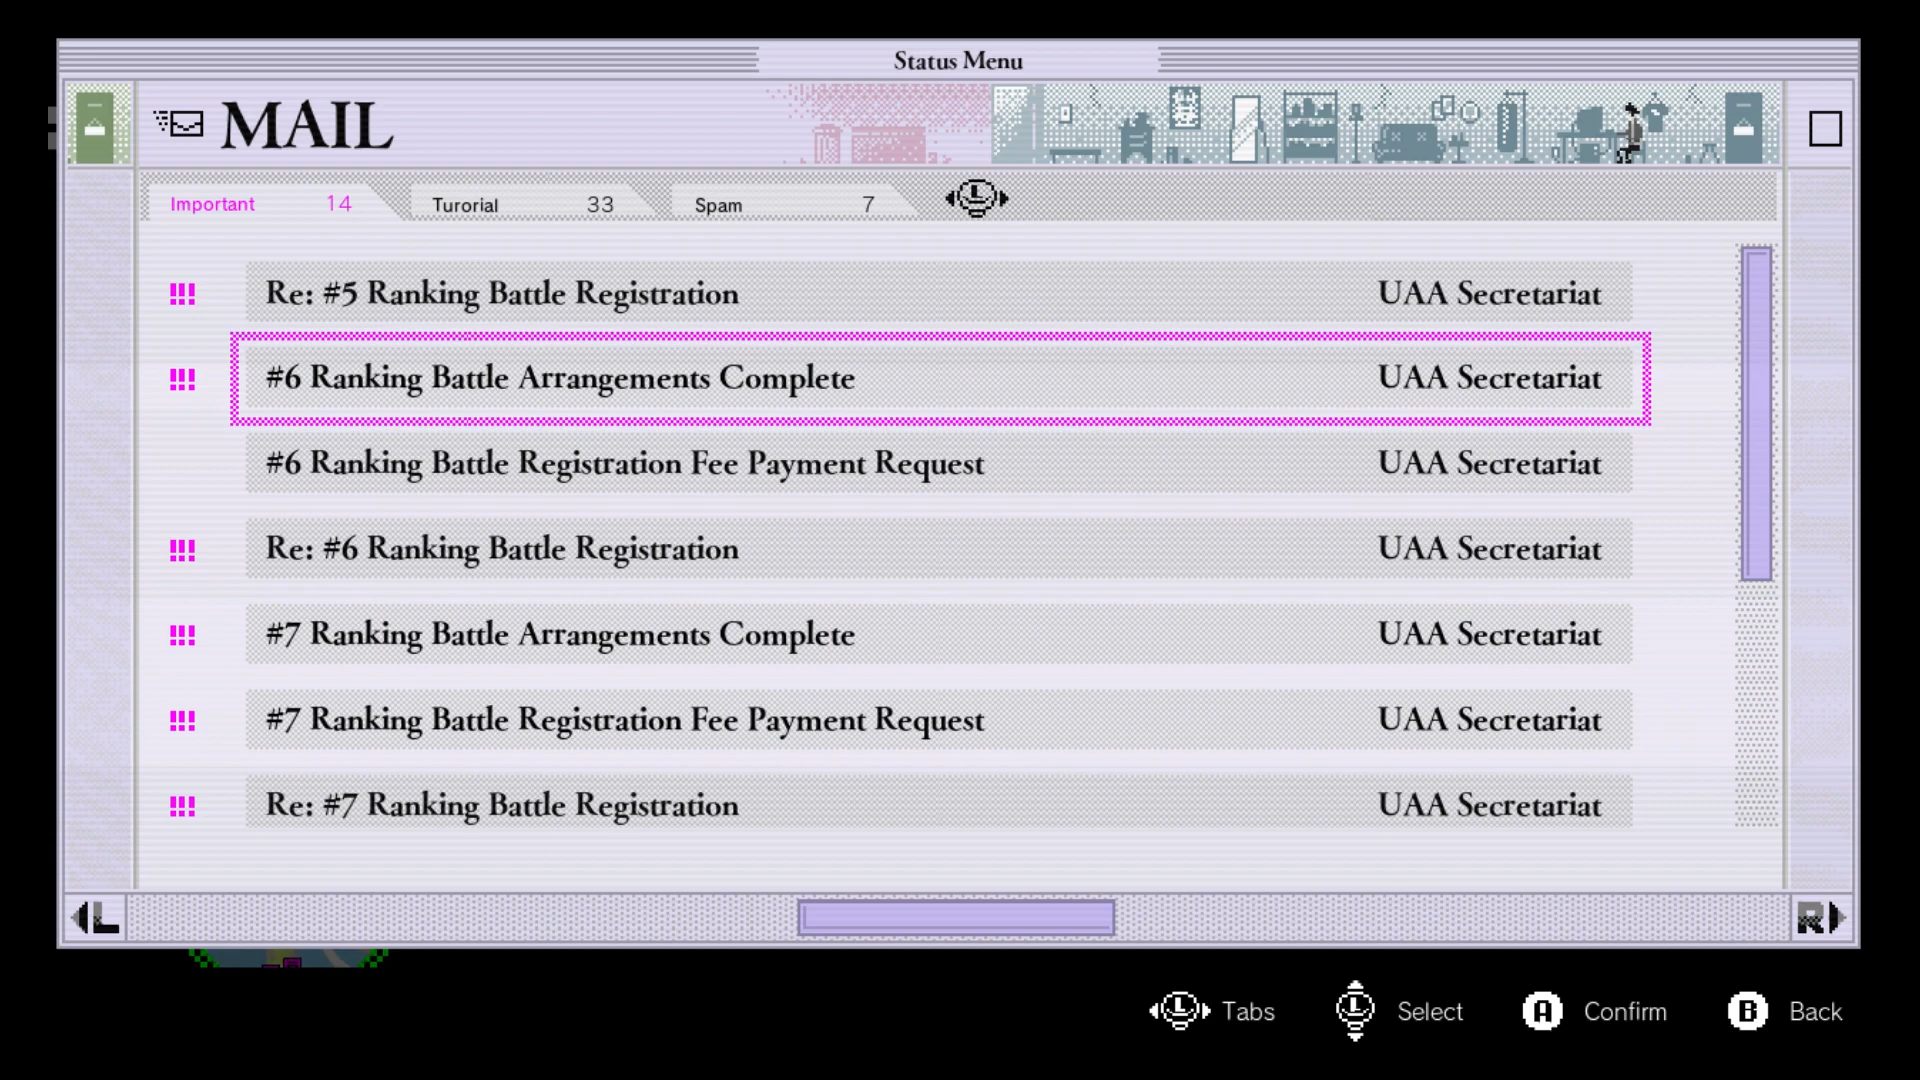 Status Menu
MAIL
Important 14 Turorial 33 Spam 7 L
!!! Re: #5 Ranking Battle Registration UAA Secretariat
!!! #6 Ranking Battle Arrangements Complete UAA Secretariat
#6 Ranking Battle Registration Fee Payment Request UAA Secretariat
!!! Re: #6 Ranking Battle Registration UAA Secretariat
!!! #7 Ranking Battle Arrangements Complete UAA Secretariat
!!! #7 Ranking Battle Registration Fee Payment Request UAA Secretariat
!!! Re: #7 Ranking Battle Registration UAA Secretariat
L R
L Tabs L Select A Confirm B Back